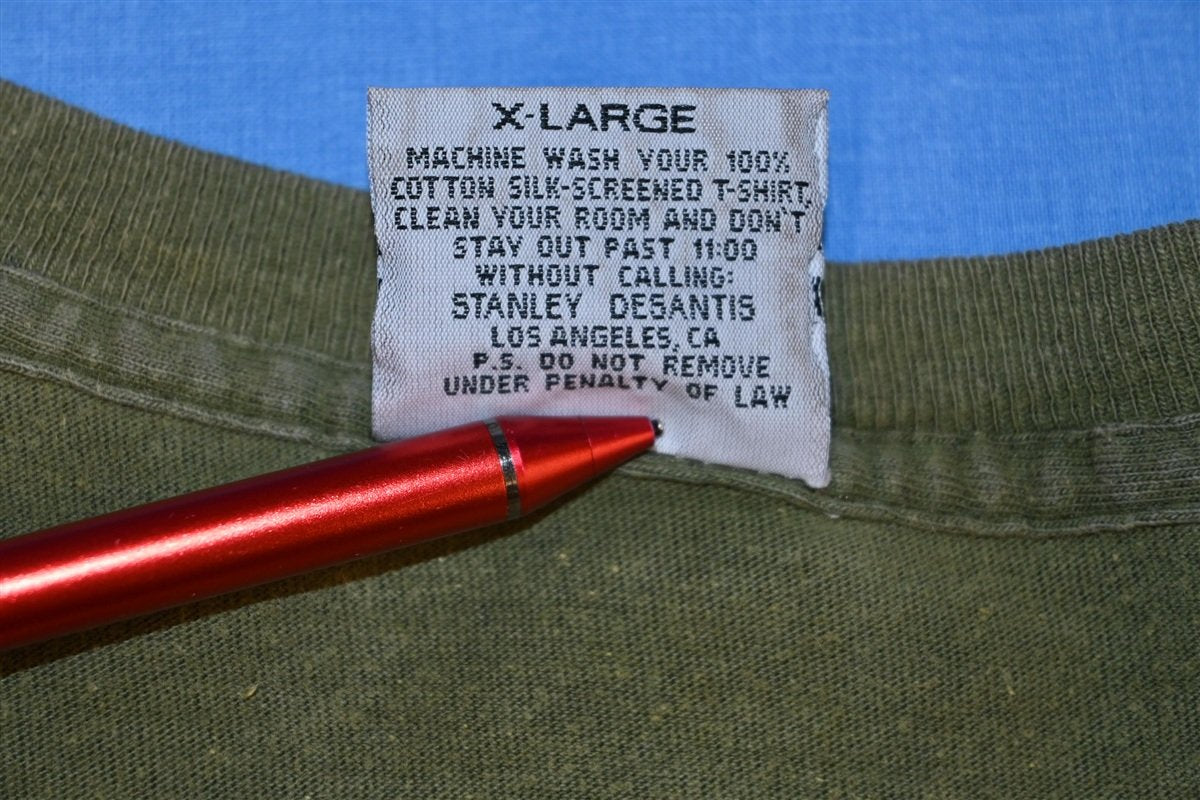 X-LARGE
MACHINE WASH YOUR 100%
COTTON SILK-SCREENED T-SHIRT,
CLEAN YOUR ROOM AND DON'T
STAY OUT PAST 11:00
WITHOUT CALLING:
STANLEY DESANTIS
LOS ANGELES, CA
P.S. DO NOT REMOVE
UNDER PENALTY OF LAW